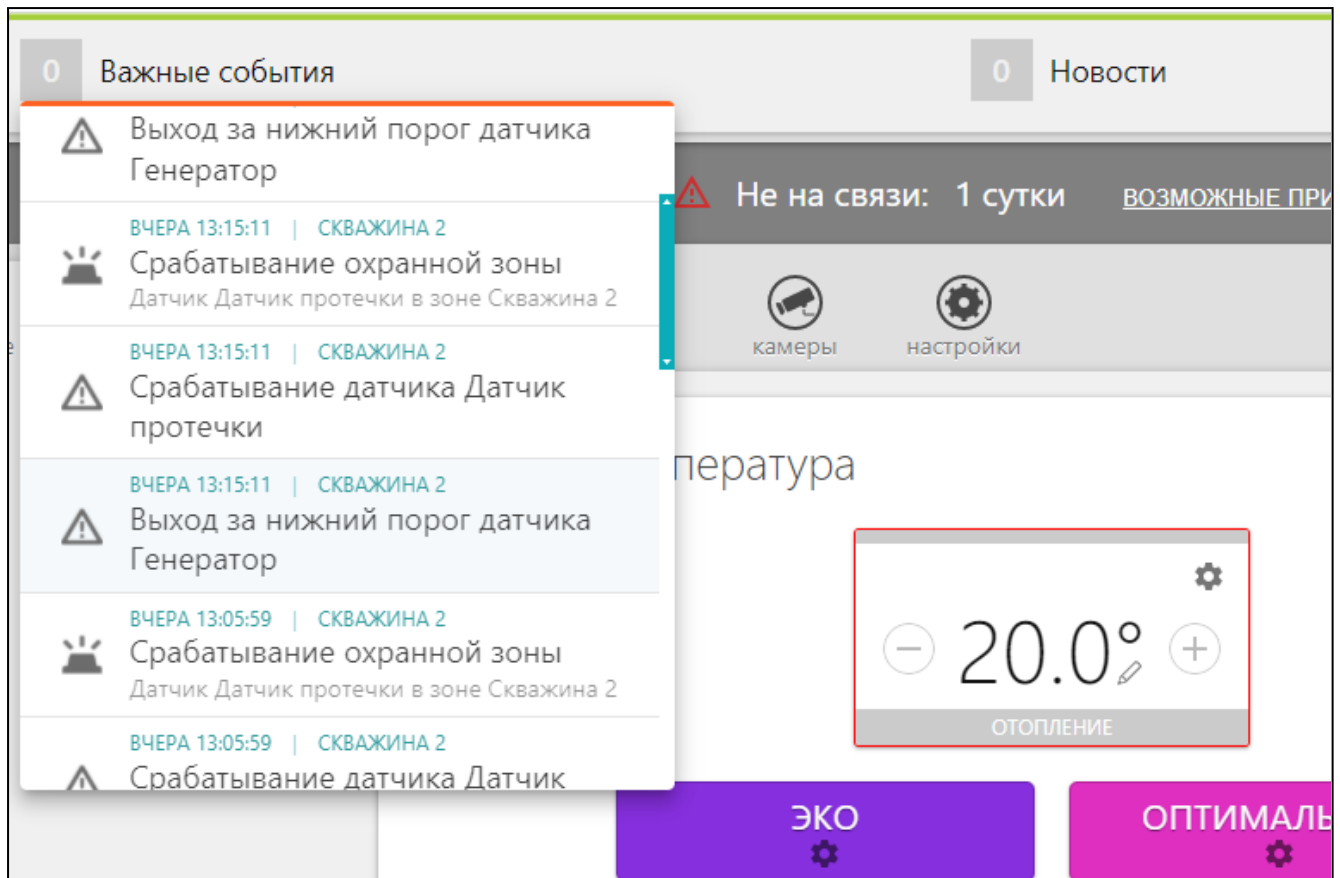 0 Важные события
0 Новости
Выход за нижний порог датчика
Генератор
Не на связи: 1 сутки
ВОЗМОЖНЫЕ ПРИ
ВЧЕРА 13:15:11 | СКВАЖИНА 2
Срабатывание охранной зоны
Датчик Датчик протечки в зоне Скважина 2
е
камеры
настройки
ВЧЕРА 13:15:11 | СКВАЖИНА 2
Срабатывание датчика Датчик
протечки
пература
ВЧЕРА 13:15:11 | СКВАЖИНА 2
Выход за нижний порог датчика
Генератор
20.0°
ОТОПЛЕНИЕ
ВЧЕРА 13:05:59 | СКВАЖИНА 2
Срабатывание охранной зоны
Датчик Датчик протечки в зоне Скважина 2
ВЧЕРА 13:05:59 | СКВАЖИНА 2
Срабатывание датчика Датчик
ЭКО
ОПТИМАЛЬ